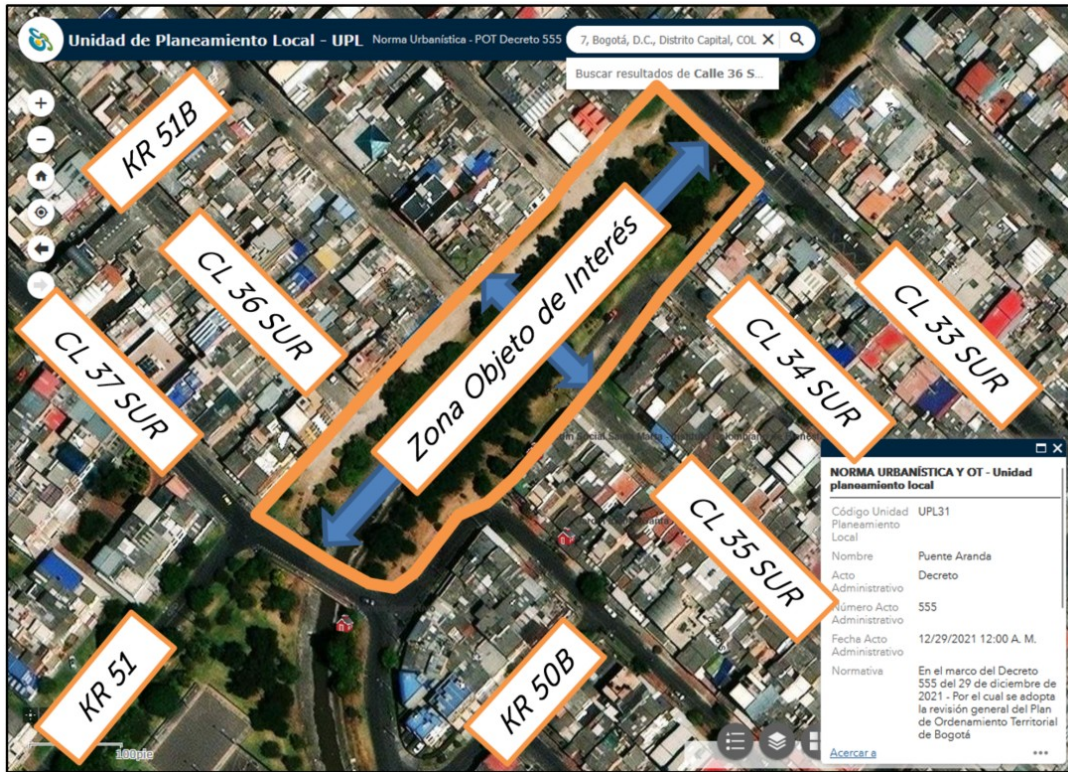 Unidad de Planeamiento Local – UPL Norma Urbanística - POT Decreto 555
7, Bogotá, D.C., Distrito Capital, COL
Buscar resultados de Calle 36 S...
KR 51B
CL 36 SUR
CL 37 SUR
Zona Objeto de Interés
CL 33 SUR
CL 34 SUR
CL 35 SUR
KR 51
KR 50B
Social Santa Marta
100pie
NORMA URBANÍSTICA Y OT - Unidad
planeamiento local
Código Unidad UPL31
Planeamiento
Local
Nombre Puente Aranda
Acto Decreto
Administrativo
Número Acto 555
Administrativo
Fecha Acto 12/29/2021 12:00 A. M.
Administrativo
Normativa En el marco del Decreto
555 del 29 de diciembre de
2021 - Por el cual se adopta
la revisión general del Plan
de Ordenamiento Territorial
de Bogotá
Acercar a